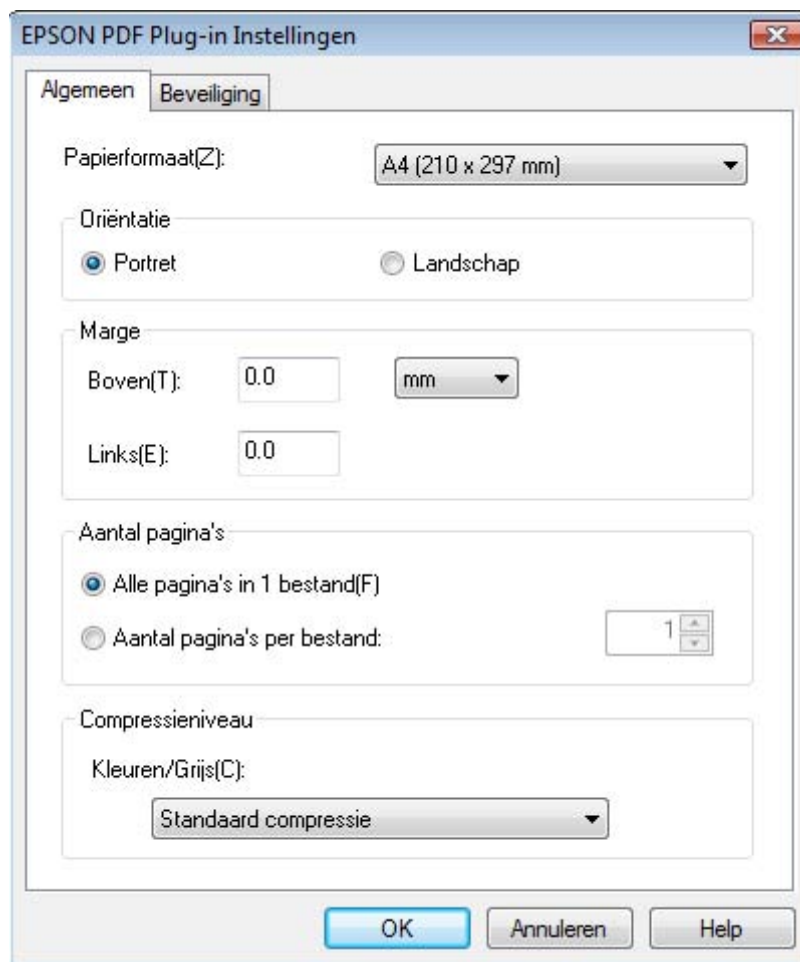 EPSON PDF Plug-in Instellingen
Algemeen
Beveiliging
Papierformaat(Z):
A4 (210 x 297 mm)
Oriëntatie
Portret
Landschap
Marge
Boven(T):
0.0
mm
Links(E):
0.0
Aantal pagina's
Alle pagina's in 1 bestand(F)
Aantal pagina's per bestand:
1
Compressieniveau
Kleuren/Grijs(C):
Standaard compressie
OK
Annuleren
Help